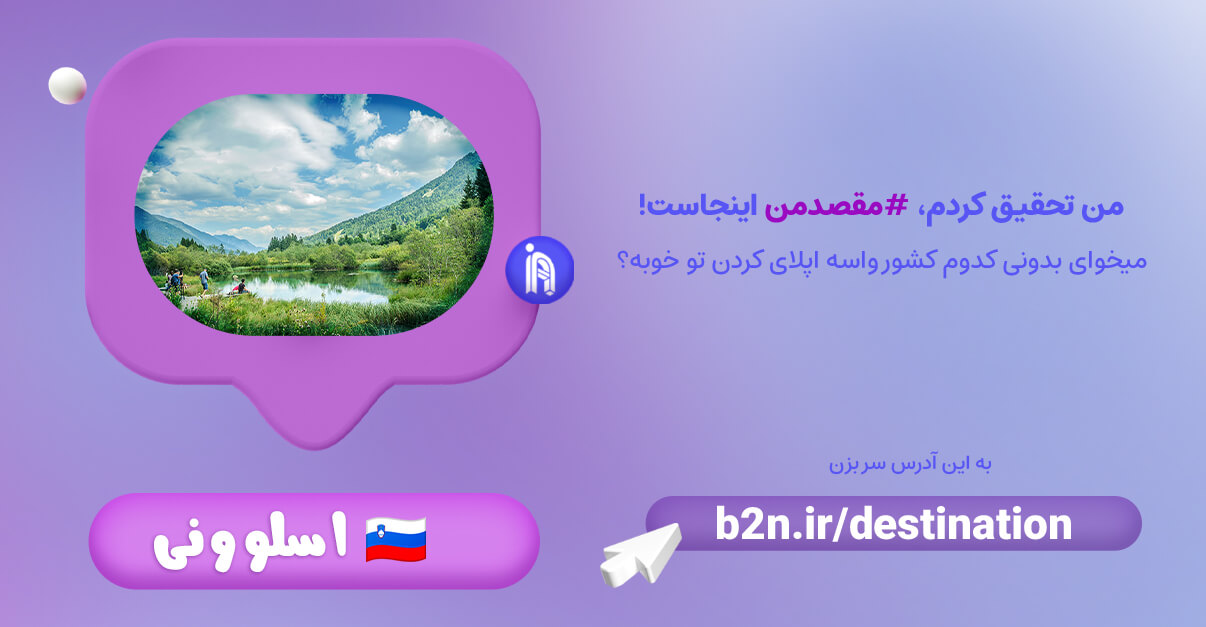 من تحقیق کردم، #مقصدمن اینجاست!
میخوای بدونی کدوم کشور واسه اپلای کردن تو خوبه؟
به این آدرس سر بزن
b2n.ir/destination
اسلوونی